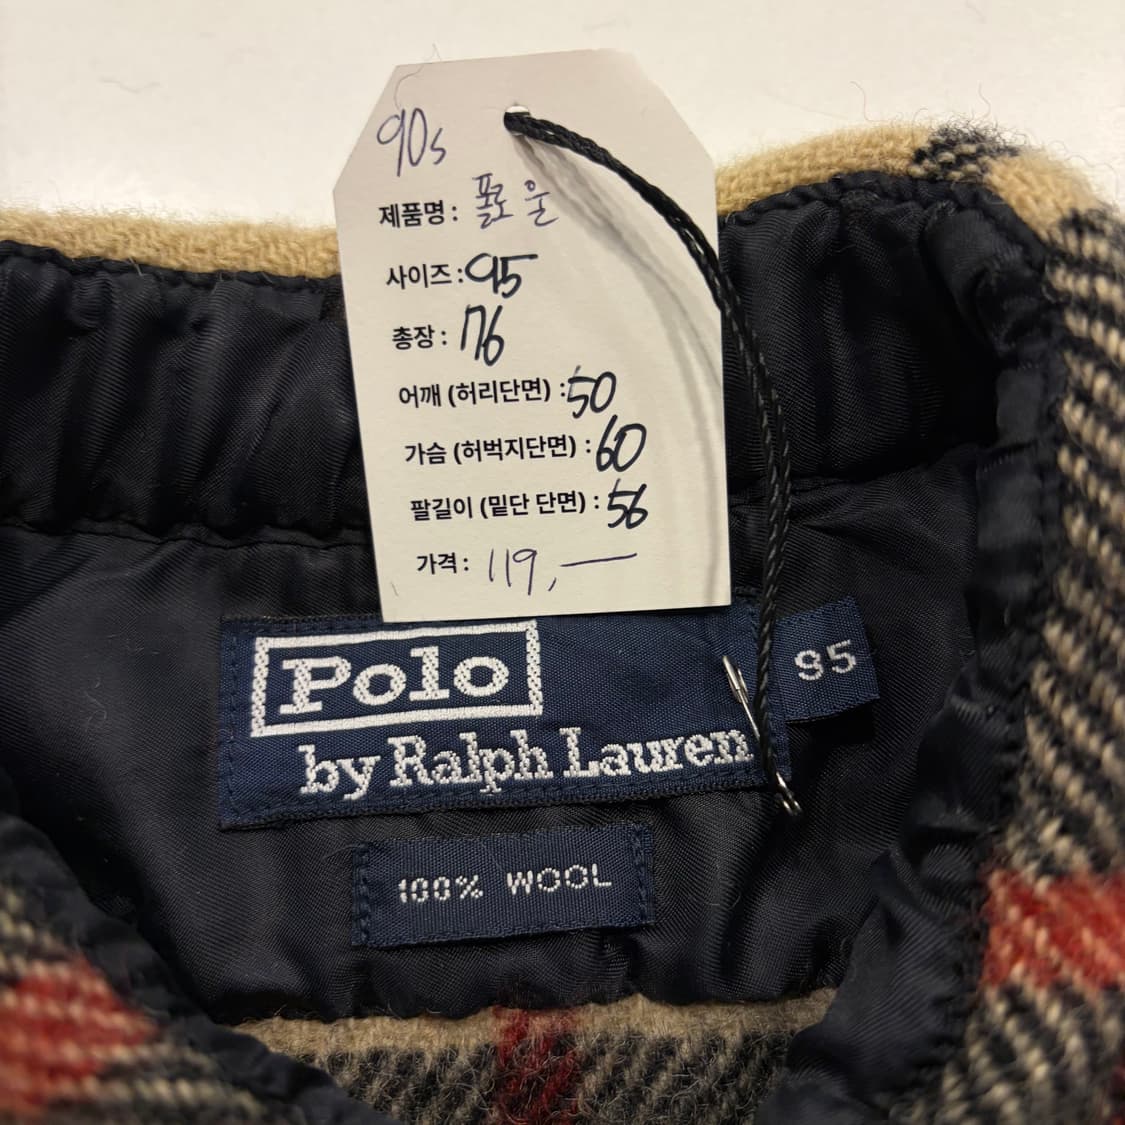 90s
제품명 : 폴로 울
사이즈 : 95
총장 : 76
어깨 (허리단면) : 50
가슴 (허벅지단면) : 60
팔길이 (밑단 단면) : 56
가격 : 119,—
Polo
by Ralph Lauren
95
100% WOOL